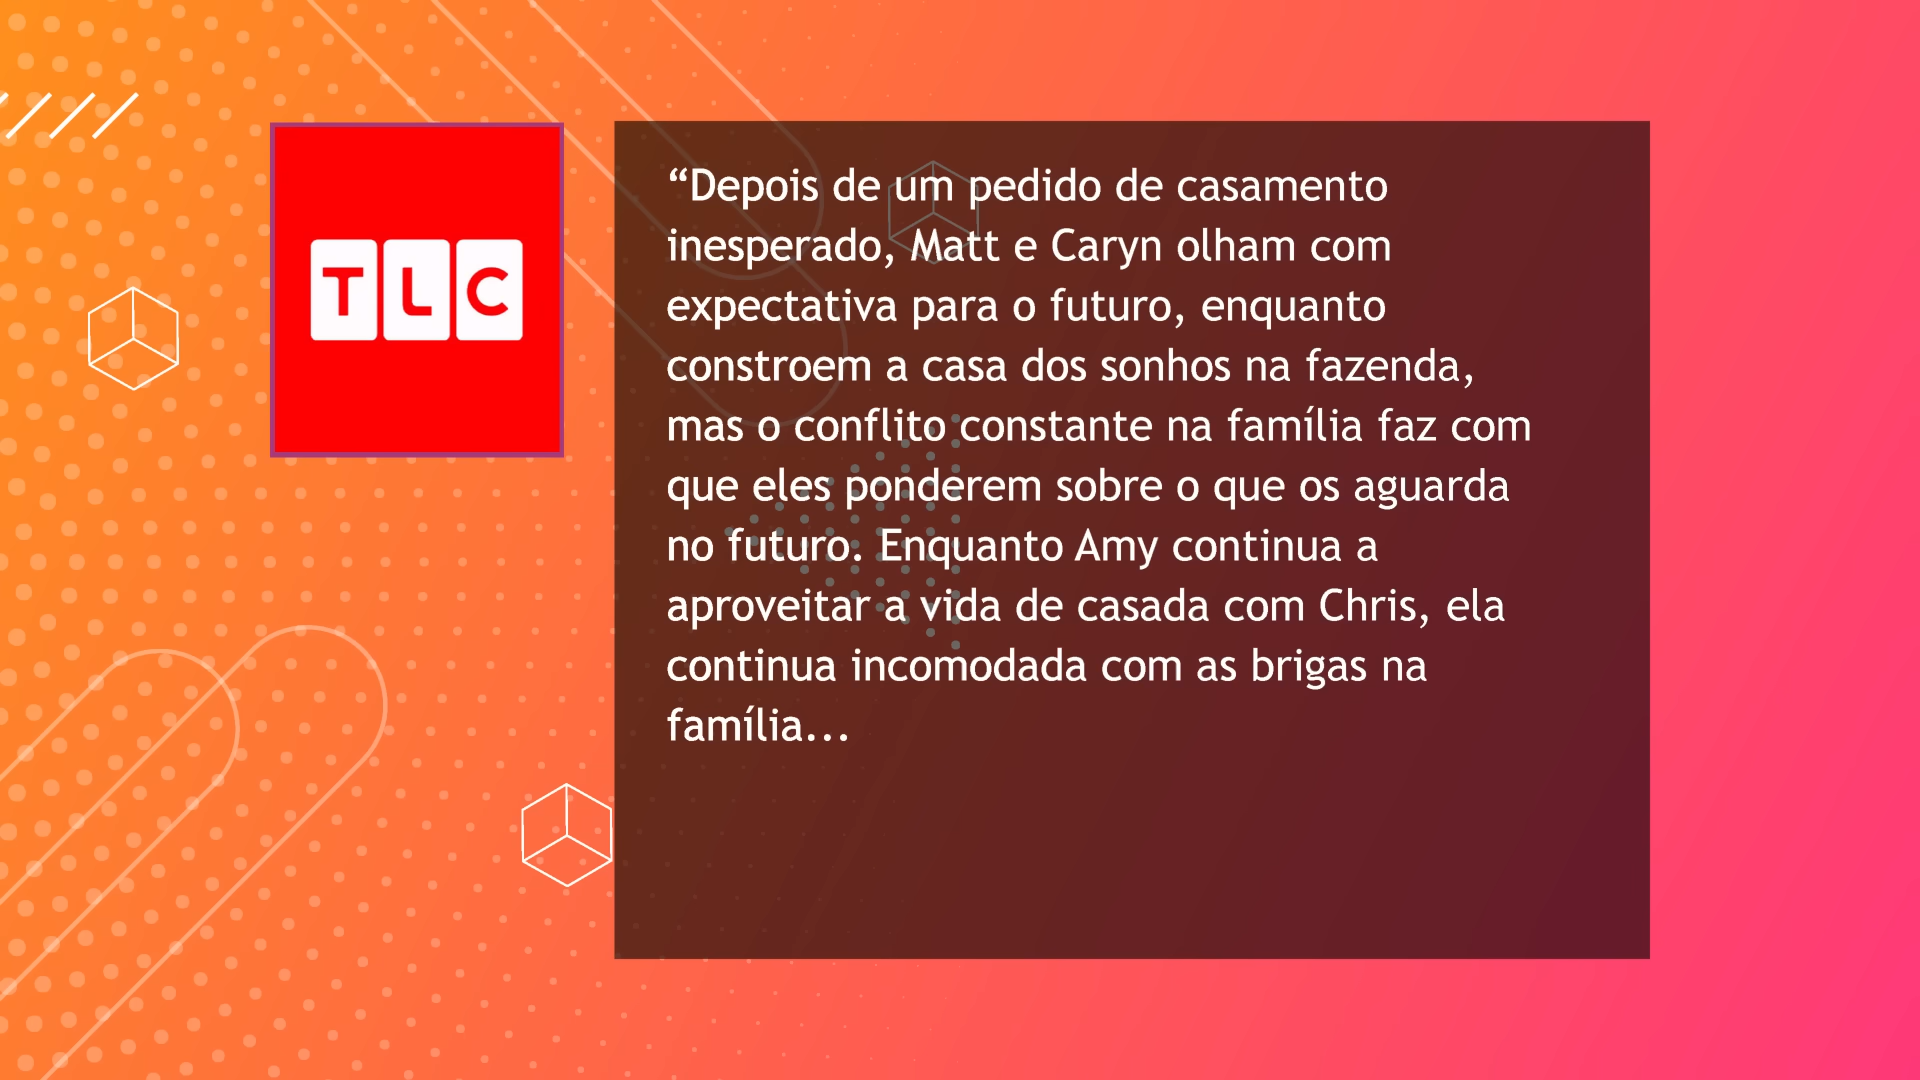 TLC
“Depois de um pedido de casamento
inesperado, Matt e Caryn olham com
expectativa para o futuro, enquanto
constroem a casa dos sonhos na fazenda,
mas o conflito constante na família faz com
que eles ponderem sobre o que os aguarda
no futuro. Enquanto Amy continua a
aproveitar a vida de casada com Chris, ela
continua incomodada com as brigas na
família...